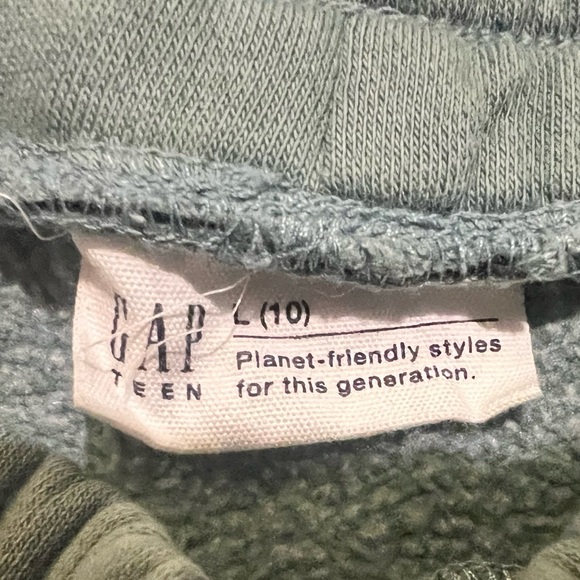 GAP
TEEN
L (10)
Planet-friendly styles
for this generation.